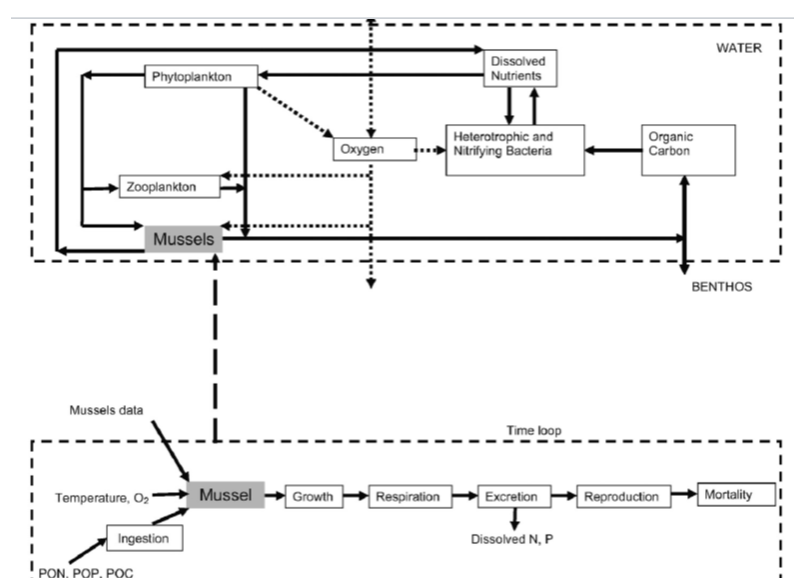 WATER
Dissolved
Nutrients
Phytoplankton
Heterotrophic and
Nitrifying Bacteria
Organic
Carbon
Oxygen
Zooplankton
Mussels
BENTHOS
Mussels data
Time loop
Temperature, O₂
Mussel
Growth
Respiration
Excretion
Reproduction
Mortality
Ingestion
Dissolved N, P
PON, POP, POC